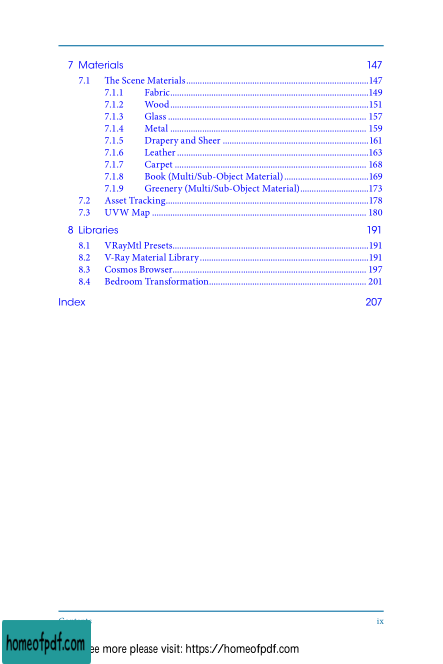 7 Materials 147
7.1 The Scene Materials 147
7.1.1 Fabric 149
7.1.2 Wood 151
7.1.3 Glass 157
7.1.4 Metal 159
7.1.5 Drapery and Sheer 161
7.1.6 Leather 163
7.1.7 Carpet 168
7.1.8 Book (Multi/Sub-Object Material) 169
7.1.9 Greenery (Multi/Sub-Object Material) 173
7.2 Asset Tracking 178
7.3 UVW Map 180
8 Libraries 191
8.1 VRayMtl Presets 191
8.2 V-Ray Material Library 191
8.3 Cosmos Browser 197
8.4 Bedroom Transformation 201
Index 207
ix
homeofpdf.com
more please visit: https://homeofpdf.com